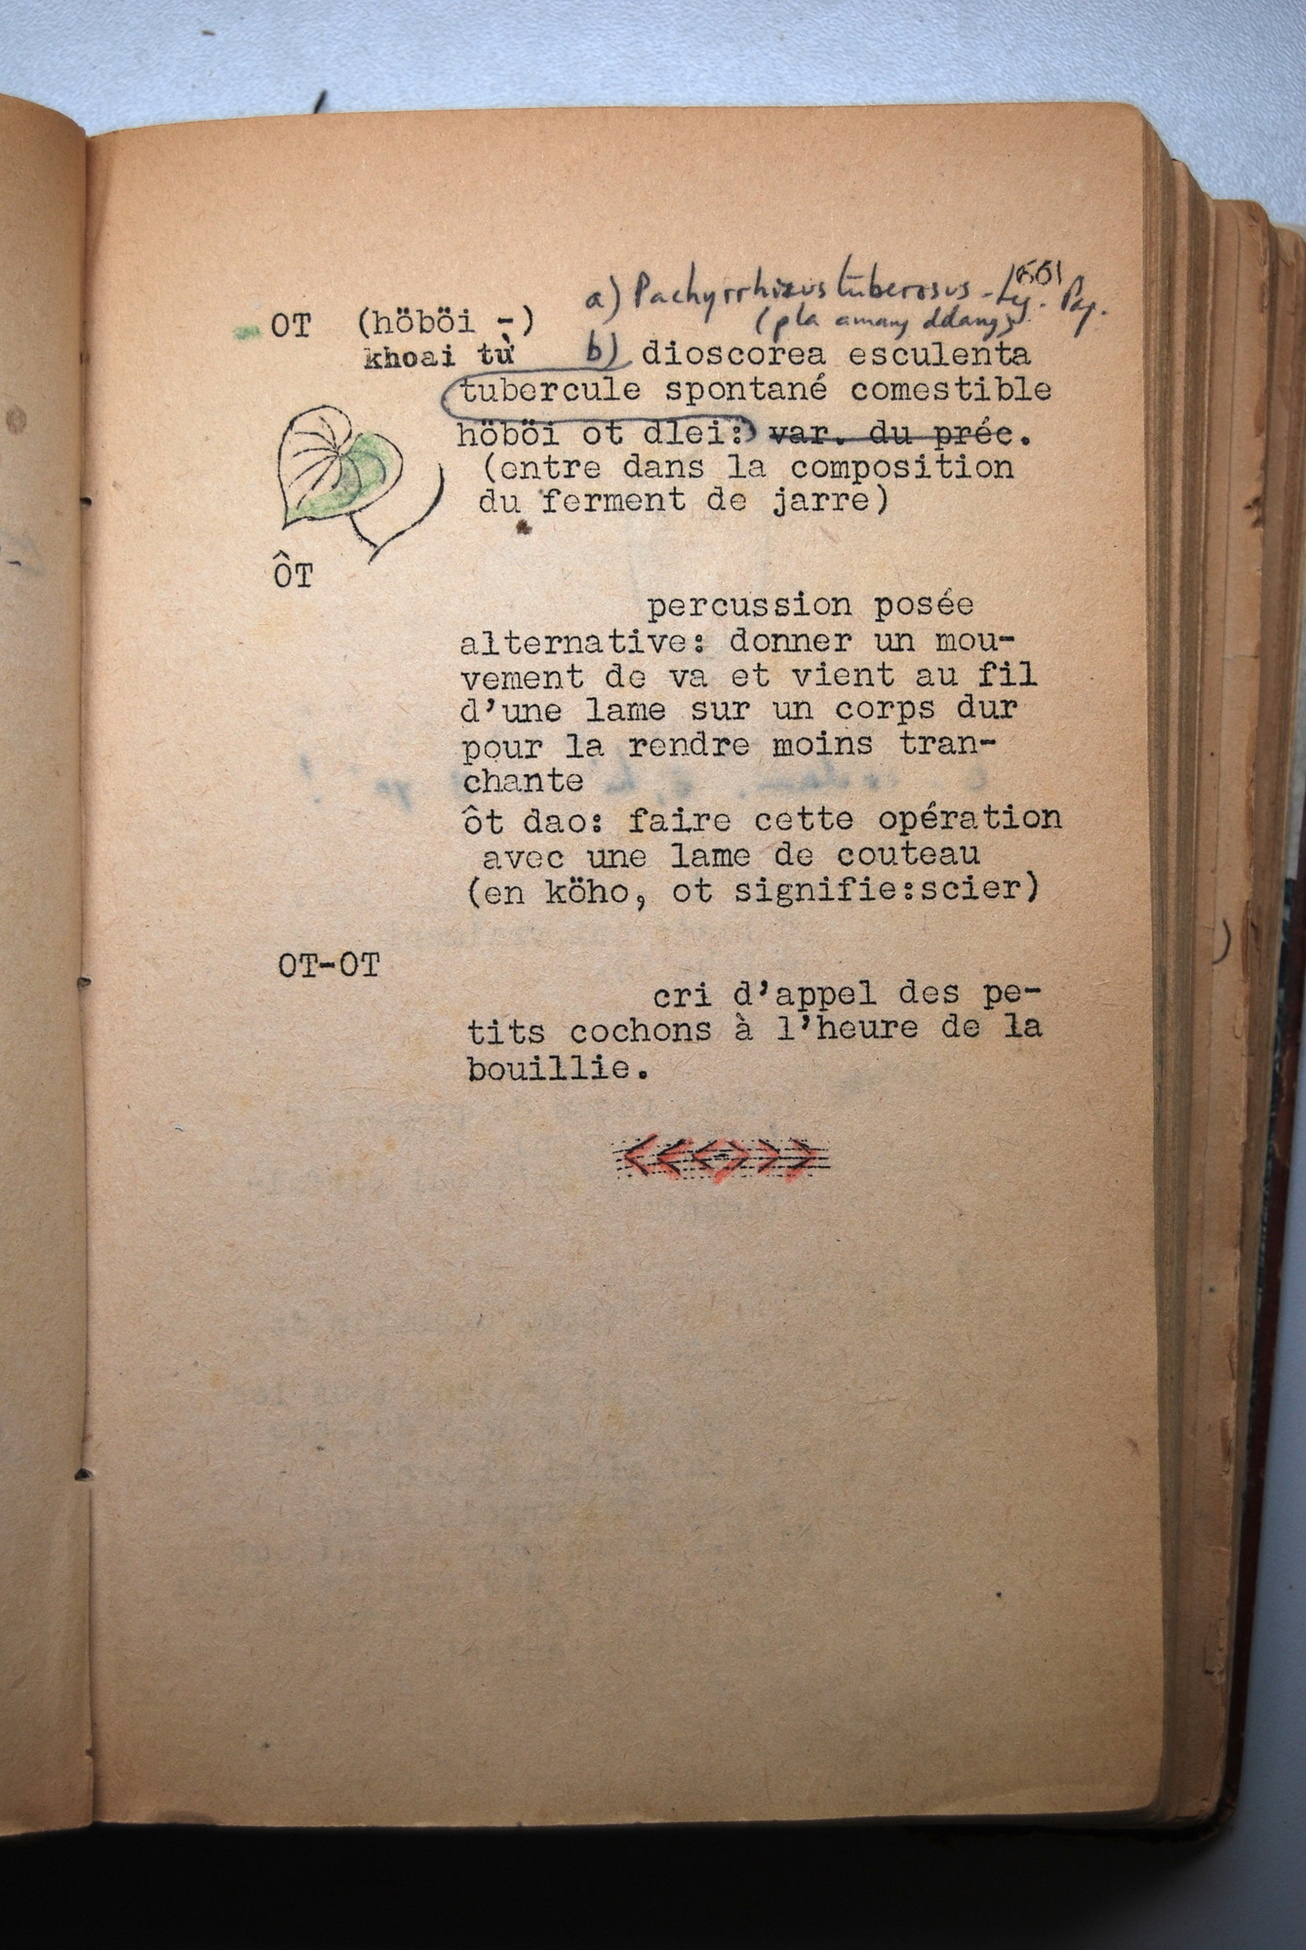 a) Pachyrrhizus tuberosus - Lég. Pap.
OT (höböi -) (pla amang ddang)
khoai từ b) dioscorea esculenta
tubercule spontané comestible
höböi ot dlei: var. du préc.
(entre dans la composition
du ferment de jarre)
ÔT
percussion posée
alternative: donner un mou-
vement de va et vient au fil
d'une lame sur un corps dur
pour la rendre moins tran-
chante
ôt dao: faire cette opération
avec une lame de couteau
(en köho, ot signifie:scier)
OT-OT
cri d'appel des pe-
tits cochons à l'heure de la
bouillie.